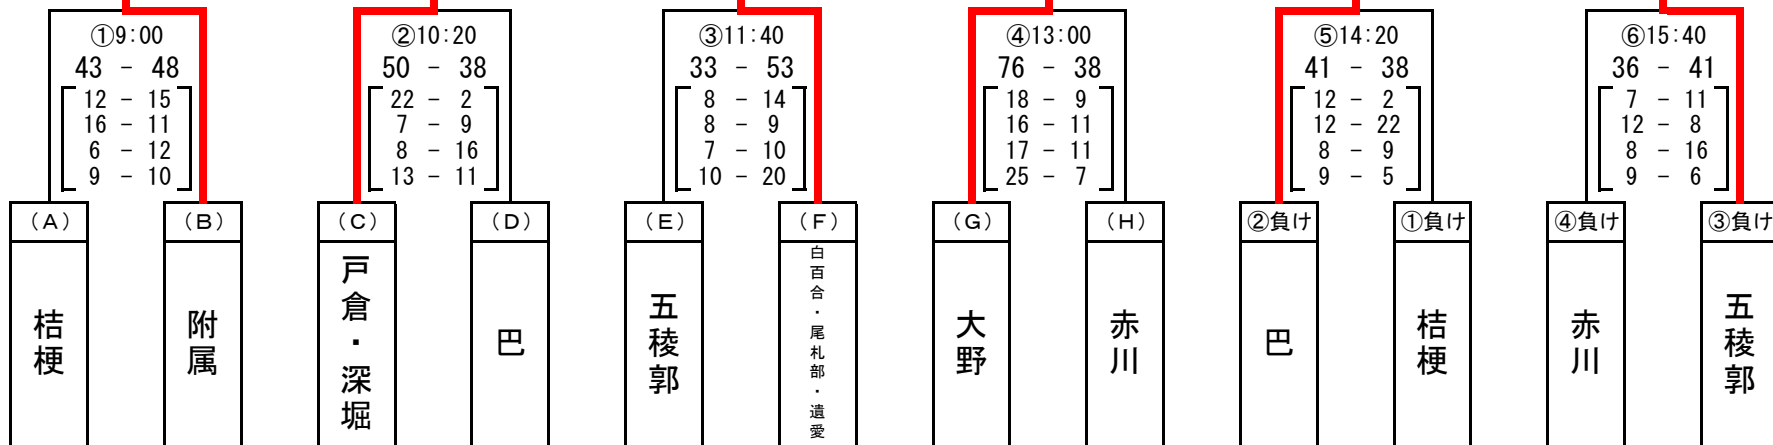 ①9:00
43 - 48
12 - 15
16 - 11
6 - 12
9 - 10
(A)
(B)
桔梗
附属
②10:20
50 - 38
22 - 2
7 - 9
8 - 16
13 - 11
(C)
(D)
戸倉・深堀
巴
③11:40
33 - 53
8 - 14
8 - 9
7 - 10
10 - 20
(E)
(F)
五稜郭
白百合・尾札部・遺愛
④13:00
76 - 38
18 - 9
16 - 11
17 - 11
25 - 7
(G)
(H)
大野
赤川
⑤14:20
41 - 38
12 - 2
12 - 22
8 - 9
9 - 5
②負け
①負け
巴
桔梗
⑥15:40
36 - 41
7 - 11
12 - 8
8 - 16
9 - 6
④負け
③負け
赤川
五稜郭